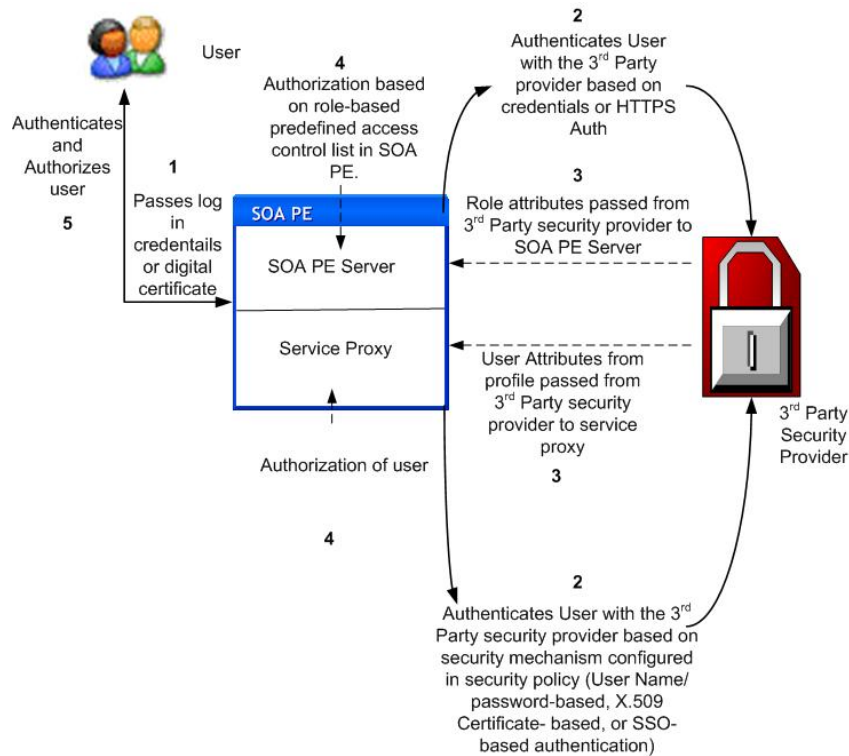 User
Authenticates
and
Authorizes
user
5
1
Passes log
in
credentails
or digital
certificate
4
Authorization based
on role-based
predefined access
control list in SOA
PE.
2
Authenticates User
with the 3rd Party
provider based on
credentials or HTTPS
Auth
3
Role attributes passed from
3rd Party security provider to
SOA PE Server
SOA PE
SOA PE Server
Service Proxy
User Attributes from
profile passed from
3rd Party security
provider to service
proxy
3
3rd Party
Security
Provider
Authorization of user
4
2
Authenticates User with the 3rd
Party security provider based on
security mechanism configured
in security policy (User Name/
password-based, X.509
Certificate- based, or SSO-
based authentication)